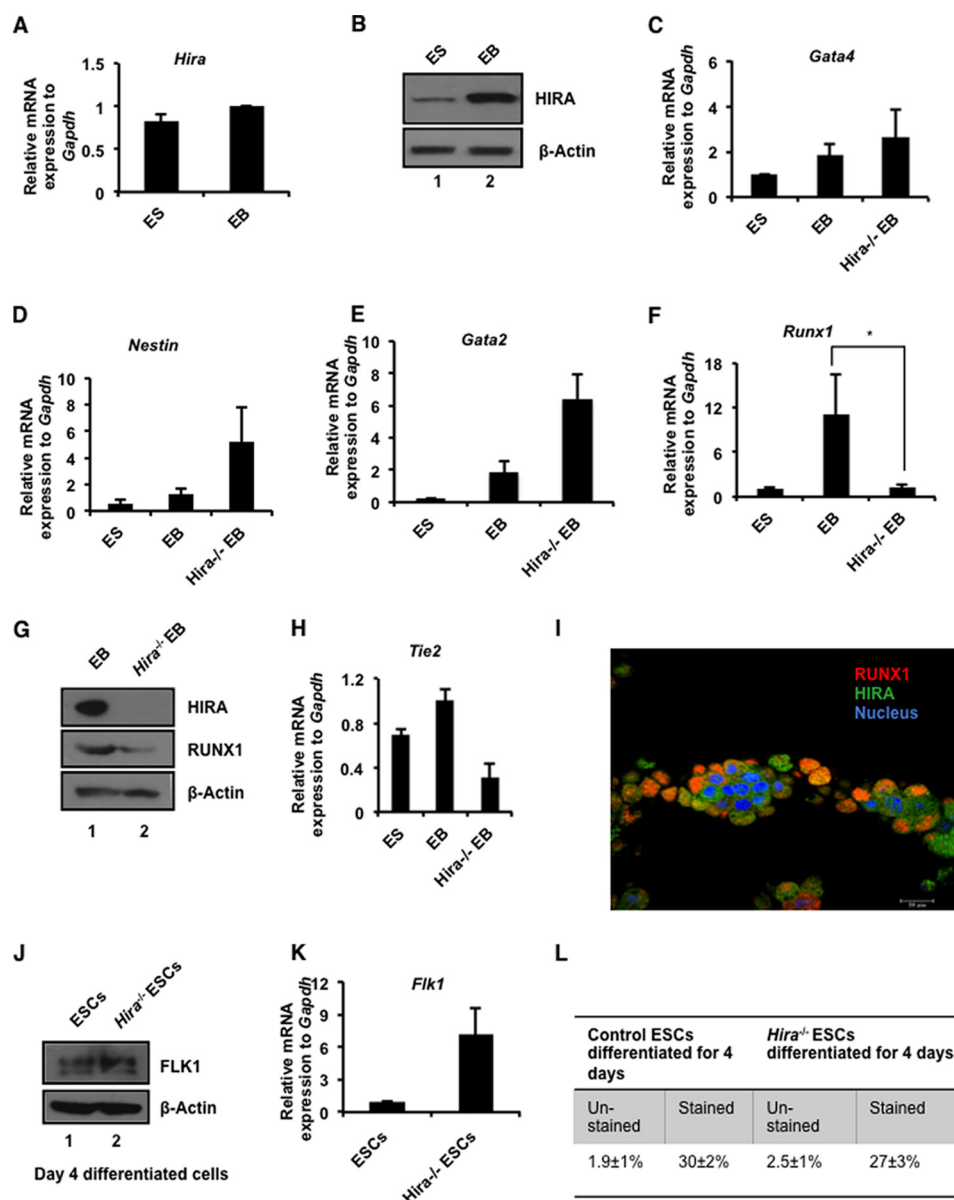 A
Hira
Relative mRNA
expression to
Gapdh
1.5
1
0.5
0
ES
EB
B
ES
EB
HIRA
β-Actin
1 2
C
Gata4
Relative mRNA
expression to Gapdh
6
4
2
0
ES
EB
Hira-/- EB
D
Nestin
Relative mRNA
expression to Gapdh
10
8
6
4
2
0
ES
EB
Hira-/- EB
E
Gata2
Relative mRNA
expression to Gapdh
10
8
6
4
2
0
ES
EB
Hira-/- EB
F
Runx1
*
Relative mRNA
expression to Gapdh
18
12
6
0
ES
EB
Hira-/- EB
G
EB
Hira-/- EB
HIRA
RUNX1
β-Actin
1 2
H
Tie2
Relative mRNA
expression to Gapdh
1.2
0.8
0.4
0
ES
EB
Hira-/- EB
I
RUNX1
HIRA
Nucleus
J
ESCs
Hira-/- ESCs
FLK1
β-Actin
1 2
Day 4 differentiated cells
K
Flk1
Relative mRNA
expression to Gapdh
12
9
6
3
0
ESCs
Hira-/- ESCs
L
Control ESCs
differentiated for 4
days
Hira-/- ESCs
differentiated for 4 days
Un-
stained
Stained
Un-
stained
Stained
1.9±1%
30±2%
2.5±1%
27±3%